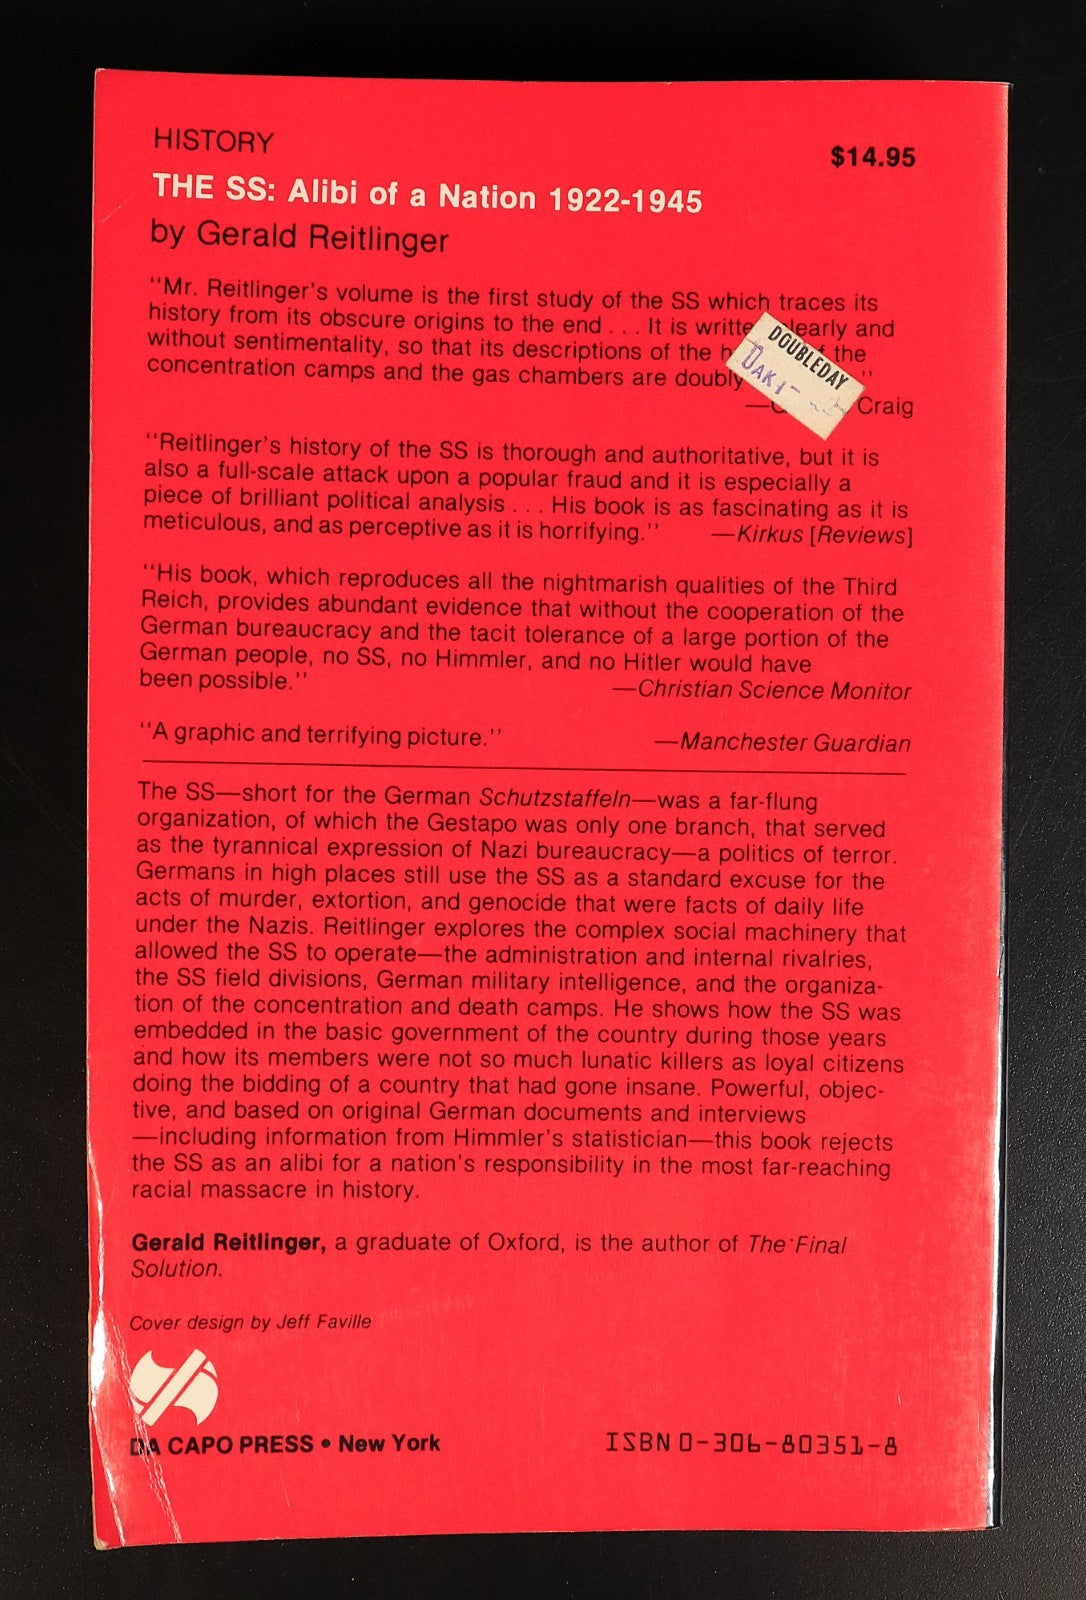 HISTORY
$14.95
THE SS: Alibi of a Nation 1922-1945
by Gerald Reitlinger
“Mr. Reitlinger's volume is the first study of the SS which traces its
history from its obscure origins to the end . . . It is writte clearly and
without sentimentality, so that its descriptions of the h the
concentration camps and the gas chambers are doubly ”
— Craig
DOUBLEDAY
“Reitlinger's history of the SS is thorough and authoritative, but it is
also a full-scale attack upon a popular fraud and it is especially a
piece of brilliant political analysis . . . His book is as fascinating as it is
meticulous, and as perceptive as it is horrifying.” —Kirkus [Reviews]
“His book, which reproduces all the nightmarish qualities of the Third
Reich, provides abundant evidence that without the cooperation of the
German bureaucracy and the tacit tolerance of a large portion of the
German people, no SS, no Himmler, and no Hitler would have
been possible.” —Christian Science Monitor
“A graphic and terrifying picture.” —Manchester Guardian
The SS—short for the German Schutzstaffeln—was a far-flung
organization, of which the Gestapo was only one branch, that served
as the tyrannical expression of Nazi bureaucracy—a politics of terror.
Germans in high places still use the SS as a standard excuse for the
acts of murder, extortion, and genocide that were facts of daily life
under the Nazis. Reitlinger explores the complex social machinery that
allowed the SS to operate—the administration and internal rivalries,
the SS field divisions, German military intelligence, and the organiza-
tion of the concentration and death camps. He shows how the SS was
embedded in the basic government of the country during those years
and how its members were not so much lunatic killers as loyal citizens
doing the bidding of a country that had gone insane. Powerful, objec-
tive, and based on original German documents and interviews
—including information from Himmler's statistician—this book rejects
the SS as an alibi for a nation's responsibility in the most far-reaching
racial massacre in history.
Gerald Reitlinger, a graduate of Oxford, is the author of The Final
Solution.
Cover design by Jeff Faville
DA CAPO PRESS • New York
ISBN 0-306-80351-8